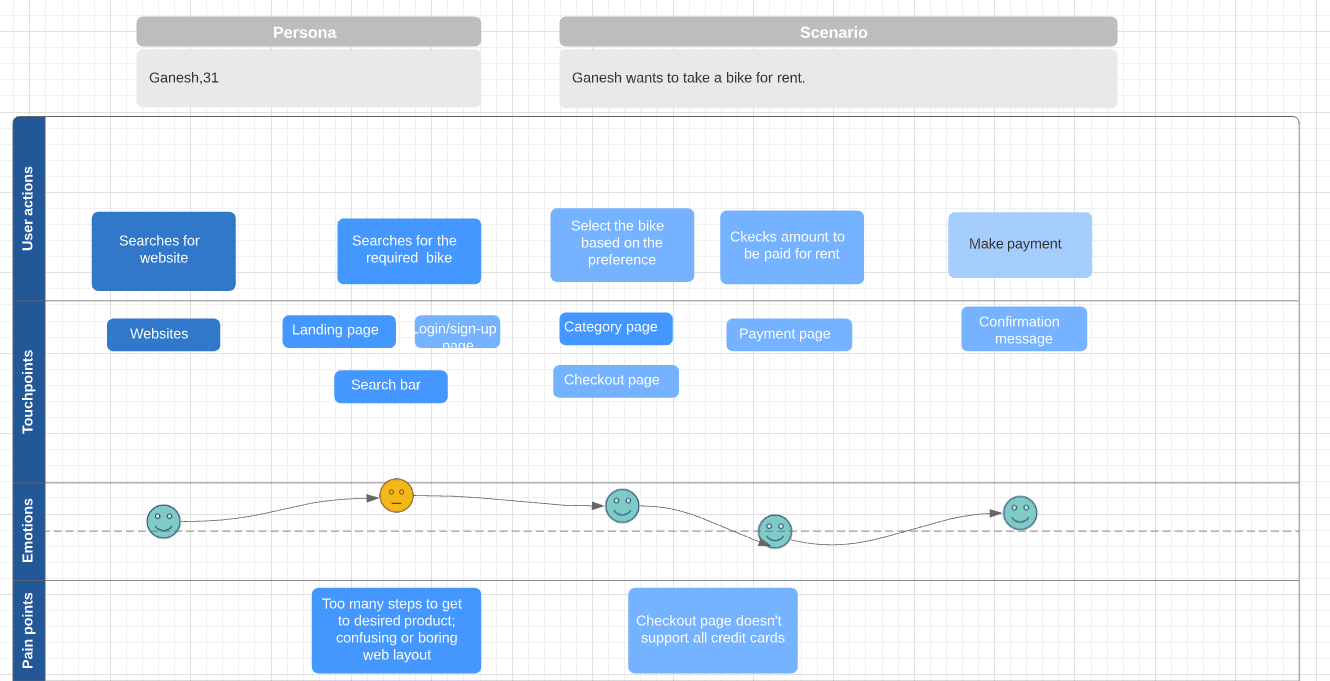 Persona
Scenario
Ganesh,31
Ganesh wants to take a bike for rent.
User actions
Searches for
website
Searches for the
required bike
Select the bike
based on the
preference
Ckecks amount to
be paid for rent
Make payment
Touchpoints
Websites
Landing page
Login/sign-up
page
Search bar
Category page
Checkout page
Payment page
Confirmation
message
Emotions
Pain points
Too many steps to get
to desired product;
confusing or boring
web layout
Checkout page doesn't
support all credit cards